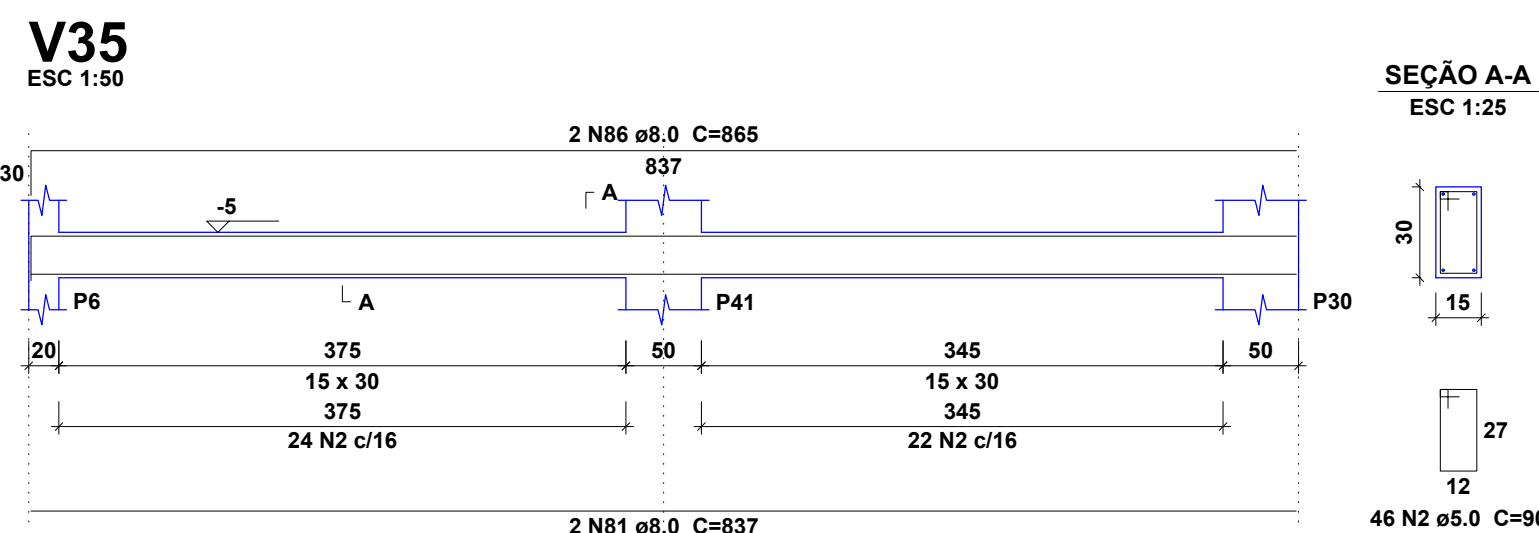 V35
ESC 1:50
SEÇÃO A-A
ESC 1:25
2 N86 ø8.0 C=865
30
837
A
-5
A
P6
P41
P30
30
15
20
375
50
345
50
15 x 30
15 x 30
375
345
24 N2 c/16
22 N2 c/16
27
12
46 N2 ø5.0
2 N81 ø8.0 C=837